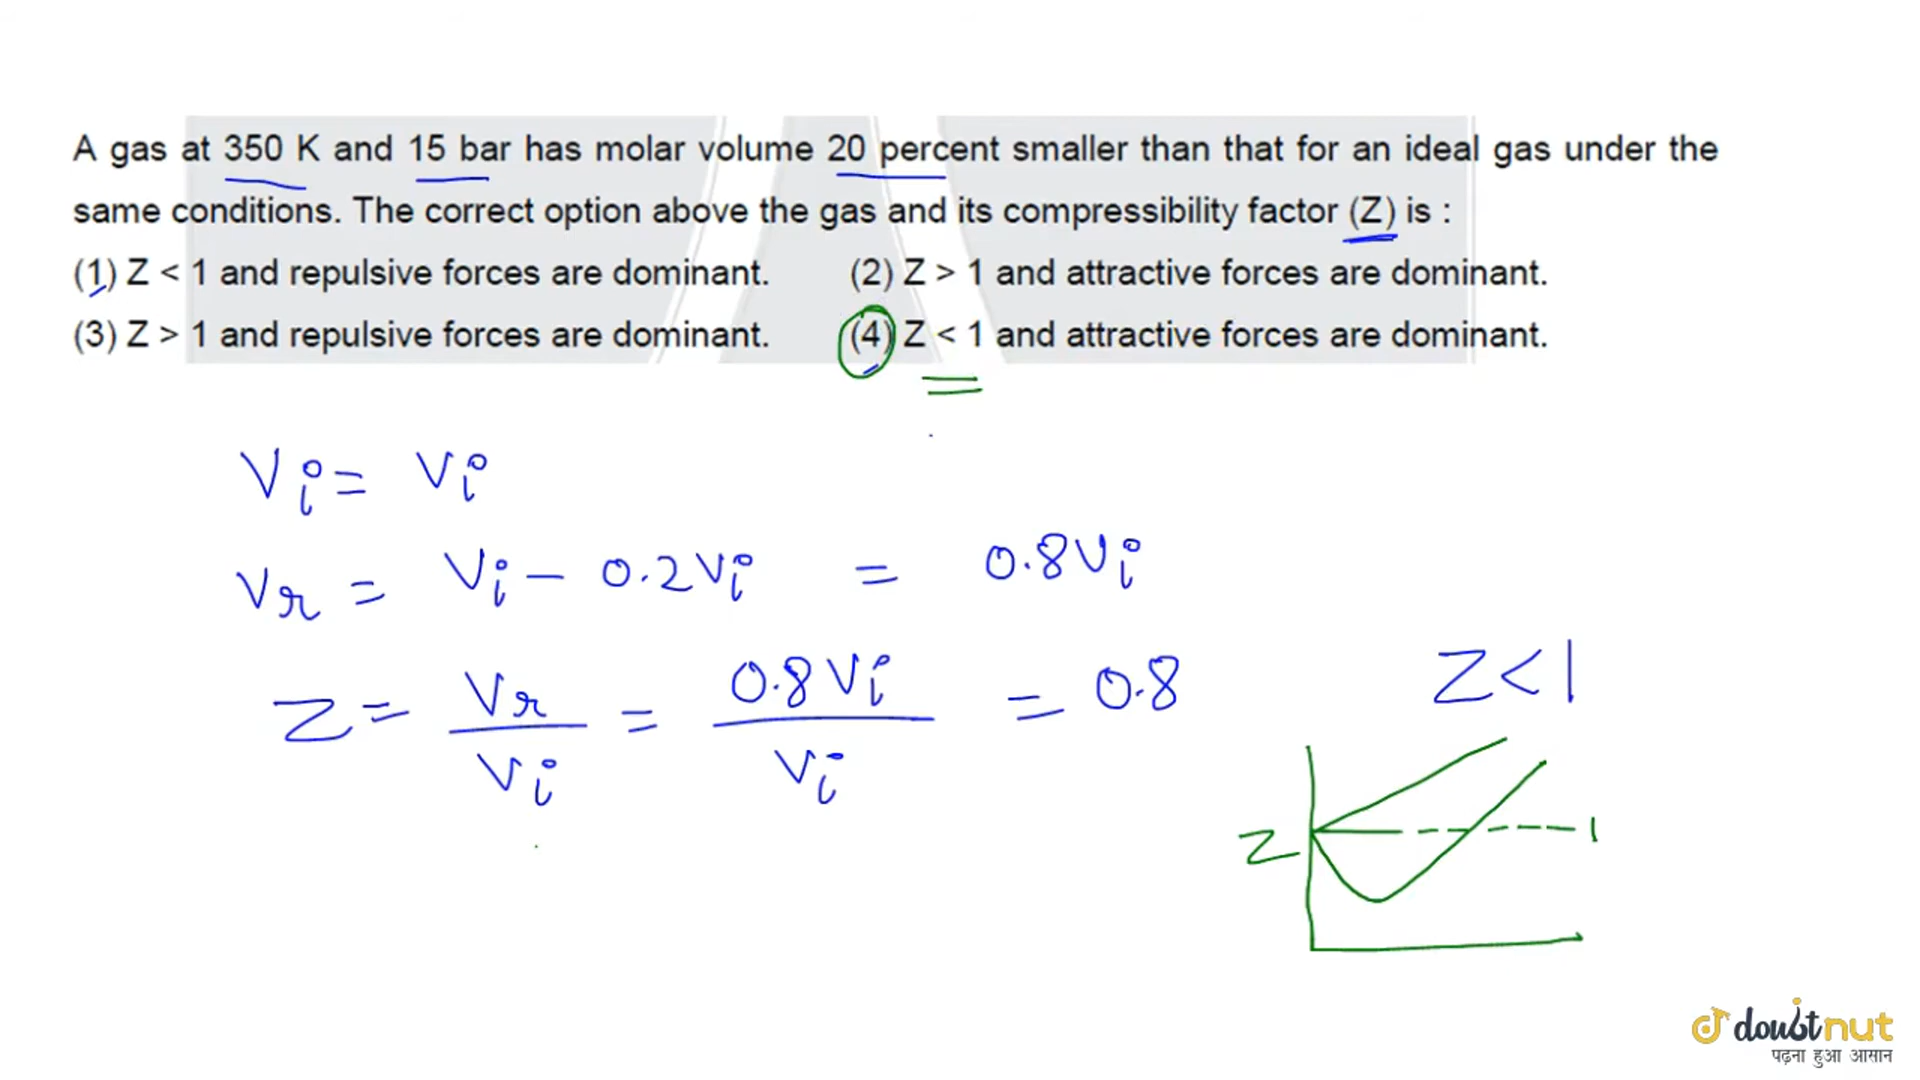 A gas at 350 K and 15 bar has molar volume 20 percent smaller than that for an ideal gas under the
same conditions. The correct option above the gas and its compressibility factor (Z) is :
(1) Z < 1 and repulsive forces are dominant. (2) Z > 1 and attractive forces are dominant.
(3) Z > 1 and repulsive forces are dominant. (4) Z < 1 and attractive forces are dominant.
Vi = Vi
Vr = Vi - 0.2Vi = 0.8Vi
Z = Vr/Vi = 0.8Vi/Vi = 0.8
Z<1
Z
1
doubtnut
पढ़ना हुआ आसान